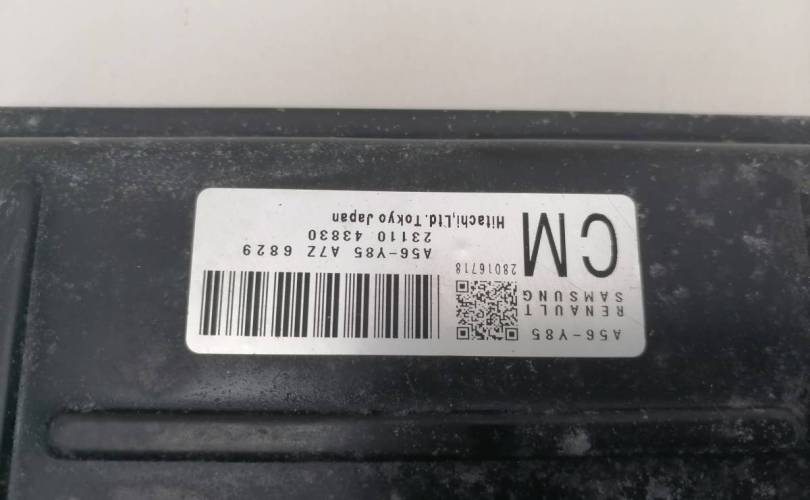 A56-Y85
RENAULT
SAMSUNG
28016718
CM
A56-Y85 A7Z 6829
23110 43830
Hitachi,Ltd.Tokyo Japan